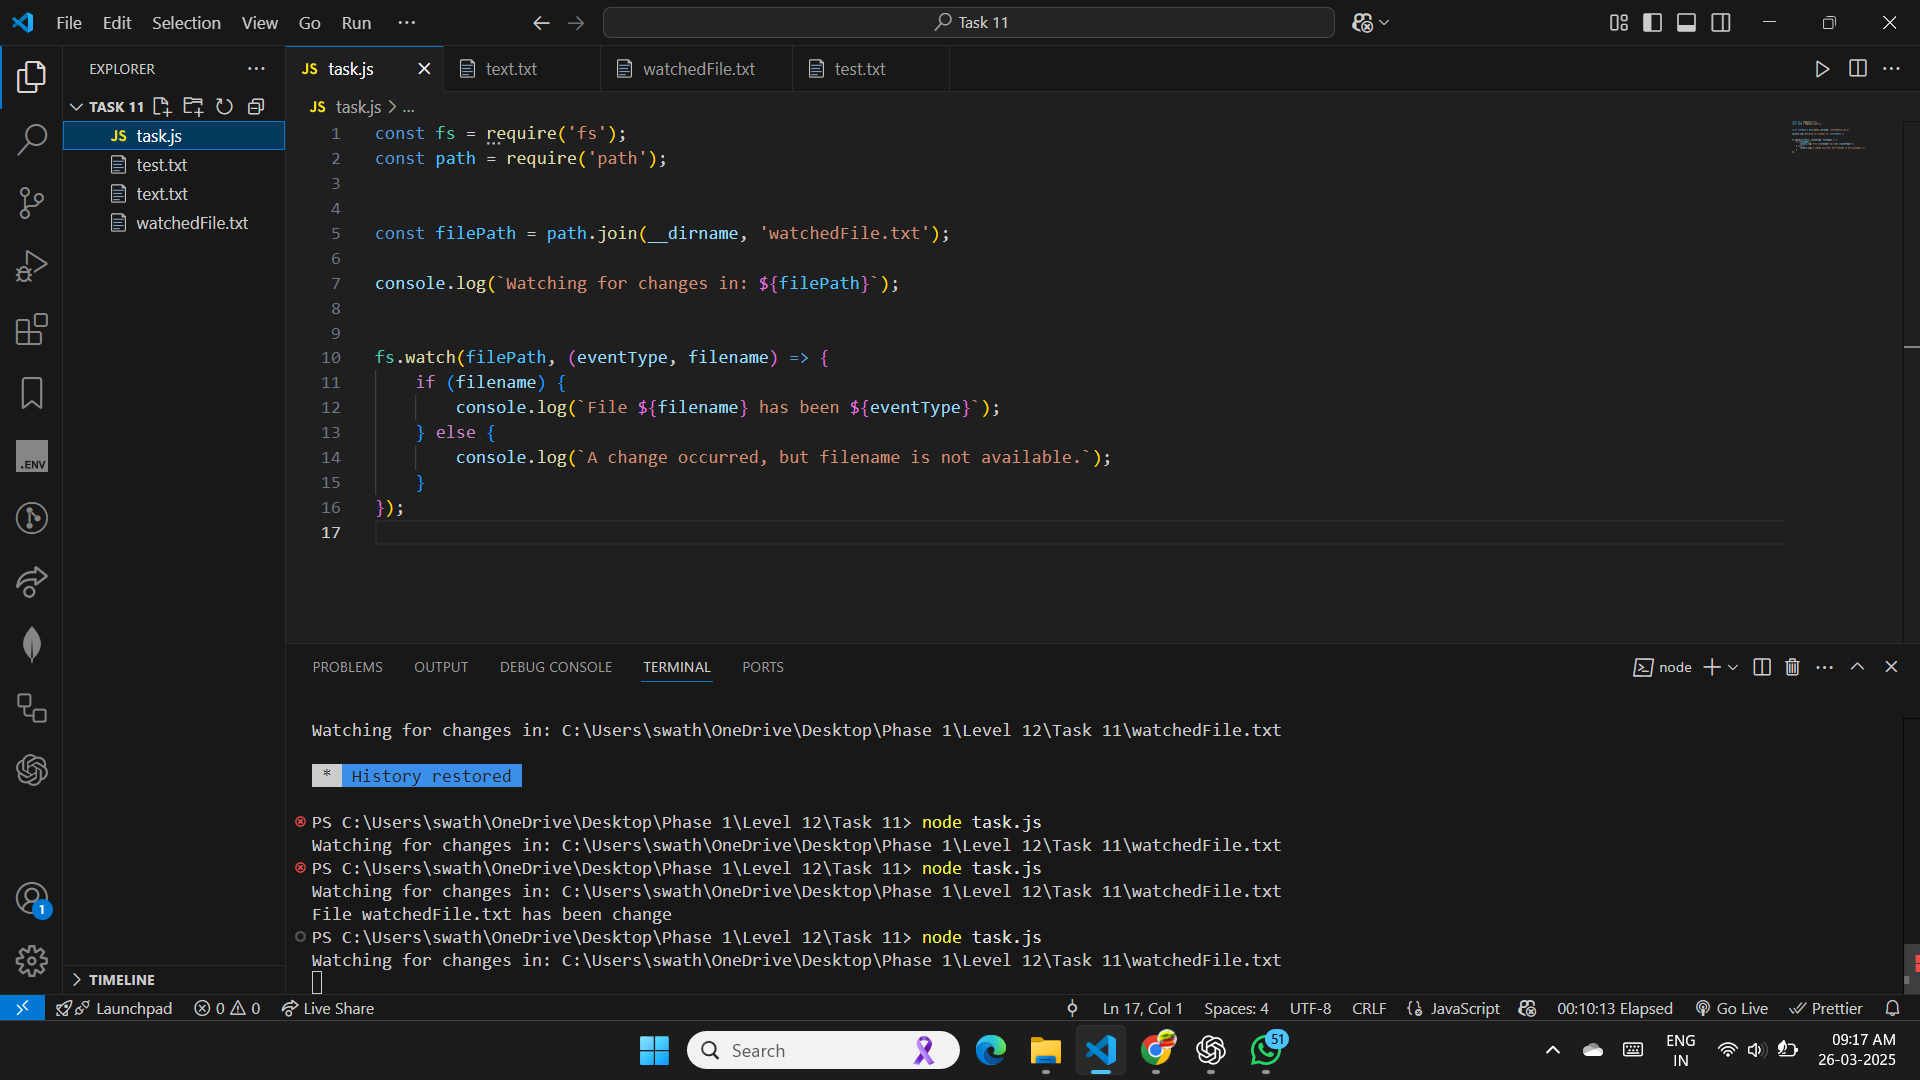 File Edit Selection View Go Run ···
Task 11
EXPLORER ···
TASK 11
JS task.js
test.txt
text.txt
watchedFile.txt
TIMELINE
JS task.js
text.txt
watchedFile.txt
test.txt
JS task.js > ...
1 const fs = require('fs');
2 const path = require('path');
3
4
5 const filePath = path.join(__dirname, 'watchedFile.txt');
6
7 console.log(`Watching for changes in: ${filePath}`);
8
9
10 fs.watch(filePath, (eventType, filename) => {
11 if (filename) {
12 console.log(`File ${filename} has been ${eventType}`);
13 } else {
14 console.log(`A change occurred, but filename is not available.`);
15 }
16 });
17
PROBLEMS OUTPUT DEBUG CONSOLE TERMINAL PORTS
node
Watching for changes in: C:\Users\swath\OneDrive\Desktop\Phase 1\Level 12\Task 11\watchedFile.txt
* History restored
PS C:\Users\swath\OneDrive\Desktop\Phase 1\Level 12\Task 11> node task.js
Watching for changes in: C:\Users\swath\OneDrive\Desktop\Phase 1\Level 12\Task 11\watchedFile.txt
PS C:\Users\swath\OneDrive\Desktop\Phase 1\Level 12\Task 11> node task.js
Watching for changes in: C:\Users\swath\OneDrive\Desktop\Phase 1\Level 12\Task 11\watchedFile.txt
File watchedFile.txt has been change
PS C:\Users\swath\OneDrive\Desktop\Phase 1\Level 12\Task 11> node task.js
Watching for changes in: C:\Users\swath\OneDrive\Desktop\Phase 1\Level 12\Task 11\watchedFile.txt
.ENV
1
Launchpad 0 0 Live Share
Ln 17, Col 1 Spaces: 4 UTF-8 CRLF {} JavaScript 00:10:13 Elapsed Go Live Prettier
Search
51
ENG
IN
09:17 AM
26-03-2025